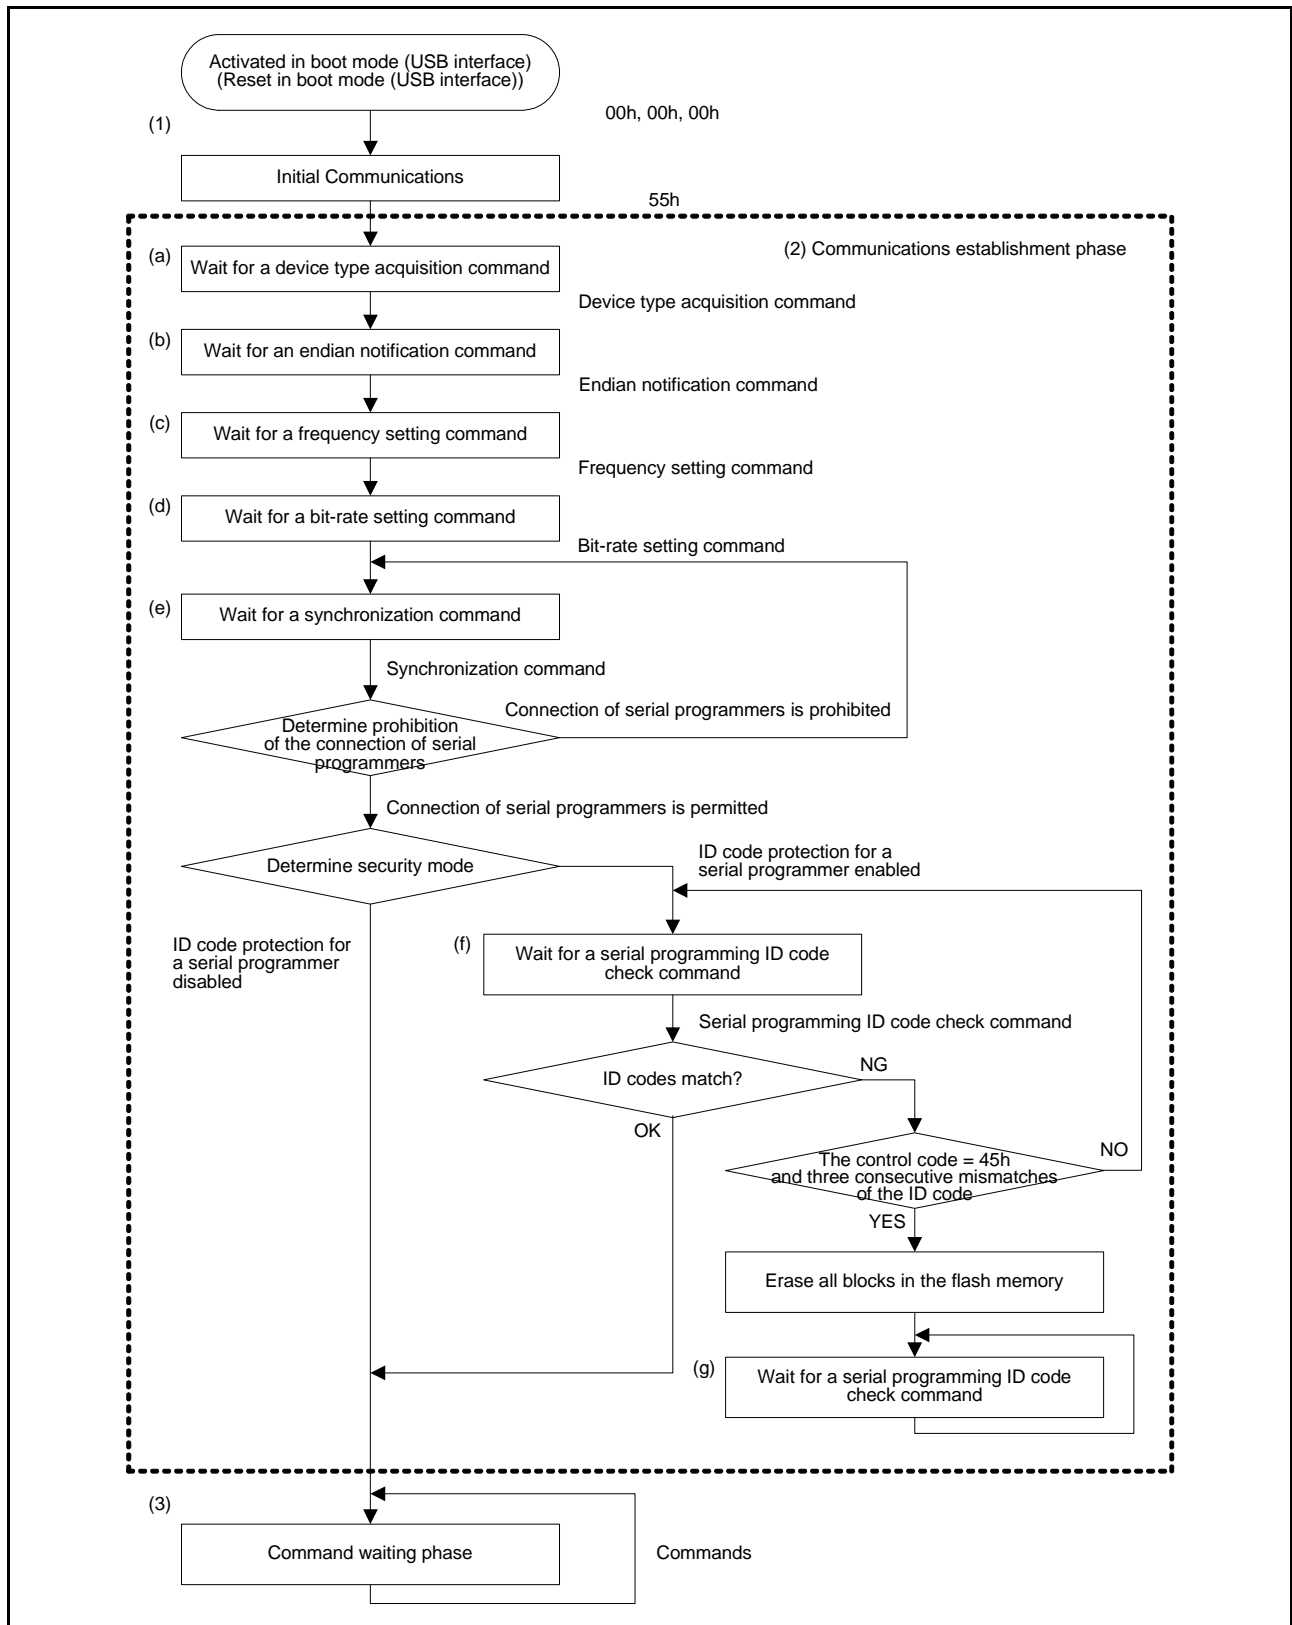 Activated in boot mode (USB interface)
(Reset in boot mode (USB interface))
00h, 00h, 00h
(1)
Initial Communications
55h
(2) Communications establishment phase
(a)
Wait for a device type acquisition command
Device type acquisition command
(b)
Wait for an endian notification command
Endian notification command
(c)
Wait for a frequency setting command
Frequency setting command
(d)
Wait for a bit-rate setting command
Bit-rate setting command
(e)
Wait for a synchronization command
Synchronization command
Connection of serial programmers is prohibited
Determine prohibition
of the connection of serial
programmers
Connection of serial programmers is permitted
Determine security mode
ID code protection for a
serial programmer enabled
ID code protection for
a serial programmer
disabled
(f)
Wait for a serial programming ID code
check command
Serial programming ID code check command
ID codes match?
NG
OK
The control code = 45h
and three consecutive mismatches
of the ID code
NO
YES
Erase all blocks in the flash memory
(g)
Wait for a serial programming ID code
check command
(3)
Command waiting phase
Commands